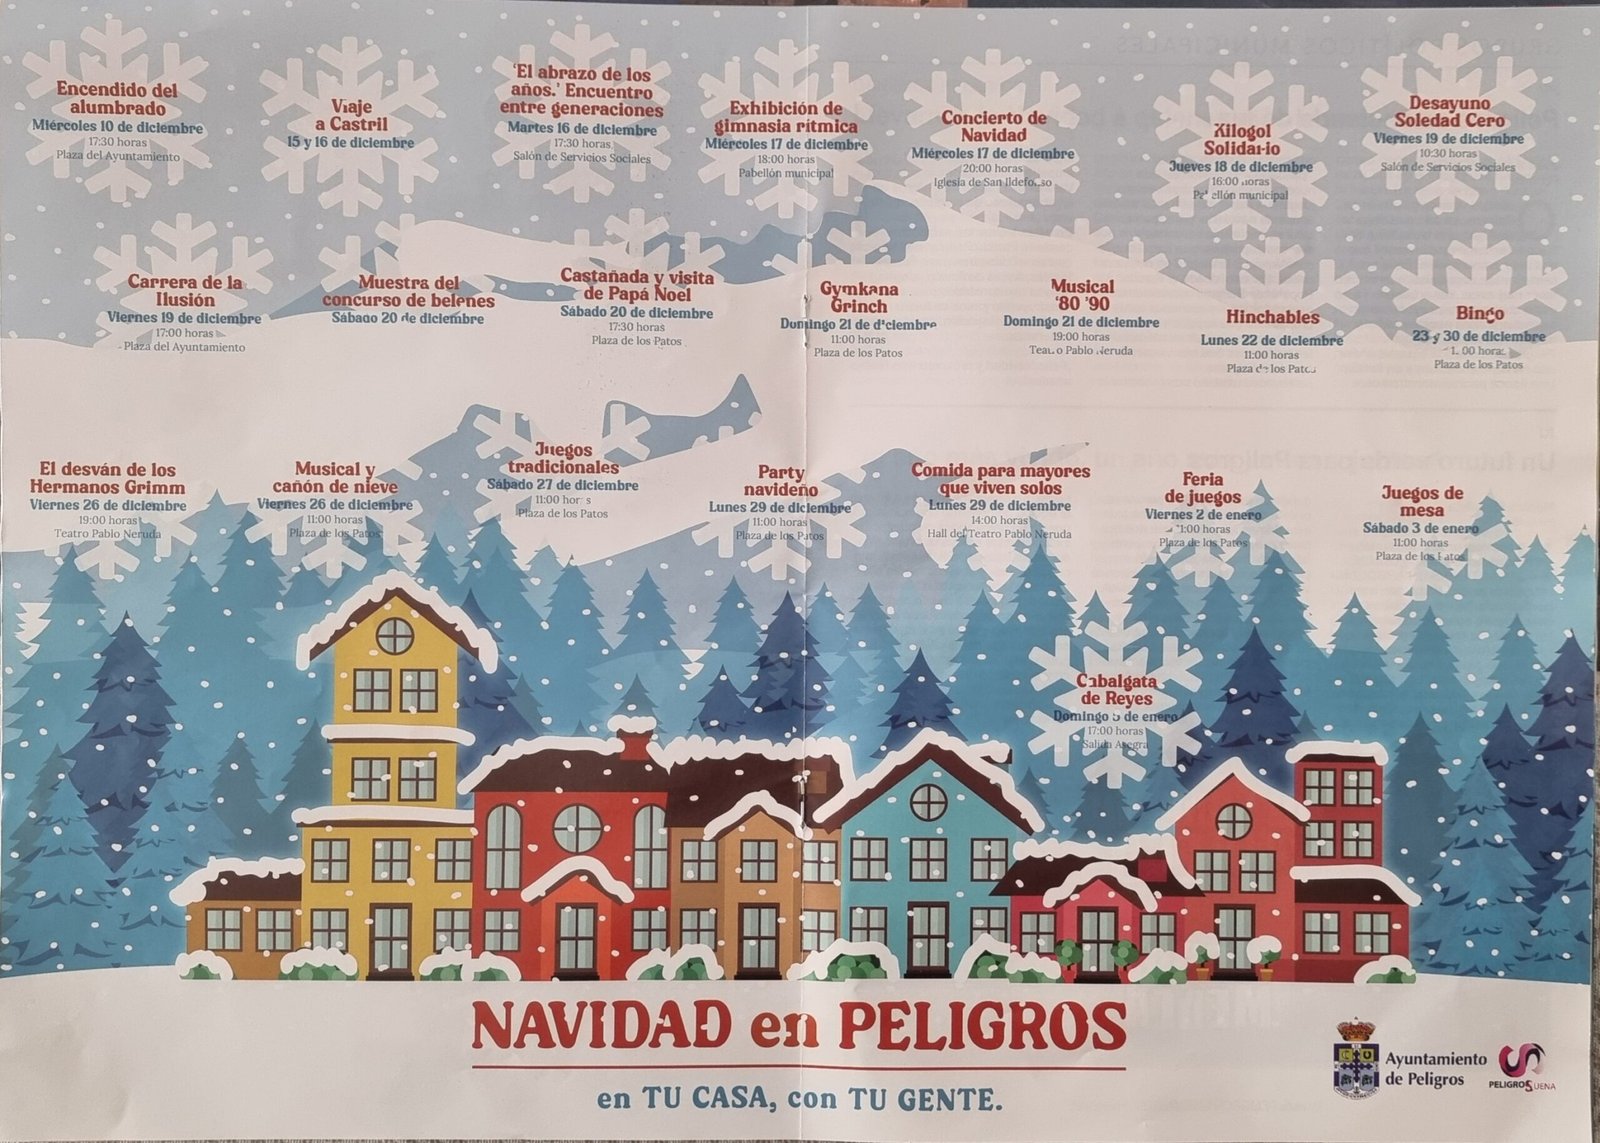 Encendido del
alumbrado
Miércoles 10 de diciembre
17:30 horas
Plaza del Ayuntamiento
Viaje
a Castril
15 y 16 de diciembre
'El abrazo de los
años.' Encuentro
entre generaciones
Martes 16 de diciembre
17:30 horas
Salón de Servicios Sociales
Exhibición de
gimnasia rítmica
Miércoles 17 de diciembre
18:00 horas
Pabellón municipal
Concierto de
Navidad
Miércoles 17 de diciembre
20:00 horas
Iglesia de San Ildefonso
Xilogol
Solidario
Jueves 18 de diciembre
16:00 horas
Pabellón municipal
Desayuno
Soledad Cero
Viernes 19 de diciembre
10:30 horas
Salón de Servicios Sociales
Carrera de la
Ilusión
Viernes 19 de diciembre
17:00 horas
Plaza del Ayuntamiento
Muestra del
concurso de belenes
Sábado 20 de diciembre
Castañada y visita
de Papá Noel
Sábado 20 de diciembre
17:30 horas
Plaza de los Patos
Gymkana
Grinch
Domingo 21 de diciembre
11:00 horas
Plaza de los Patos
Musical
'80 '90
Domingo 21 de diciembre
19:00 horas
Teatro Pablo Neruda
Hinchables
Lunes 22 de diciembre
11:00 horas
Plaza de los Patos
Bingo
23 y 30 de diciembre
horas
Plaza de los Patos
El desván de los
Hermanos Grimm
Viernes 26 de diciembre
19:00 horas
Teatro Pablo Neruda
Musical y
cañón de nieve
Viernes 26 de diciembre
11:00 horas
Plaza de los Patos
Juegos
tradicionales
Sábado 27 de diciembre
11:00 horas
Plaza de los Patos
Party
navideño
Lunes 29 de diciembre
11:00 horas
Plaza de los Patos
Comida para mayores
que viven solos
Lunes 29 de diciembre
14:00 horas
Hall del Teatro Pablo Neruda
Feria
de juegos
Viernes 2 de enero
11:00 horas
Plaza de los Patos
Juegos de
mesa
Sábado 3 de enero
11:00 horas
Plaza de los Patos
Cabalgata
de Reyes
Domingo 5 de enero
17:00 horas
Salida Asegra
NAVIDAD en PELIGROS
en TU CASA, con TU GENTE.
Ayuntamiento
de Peligros
PELIGROSUENA